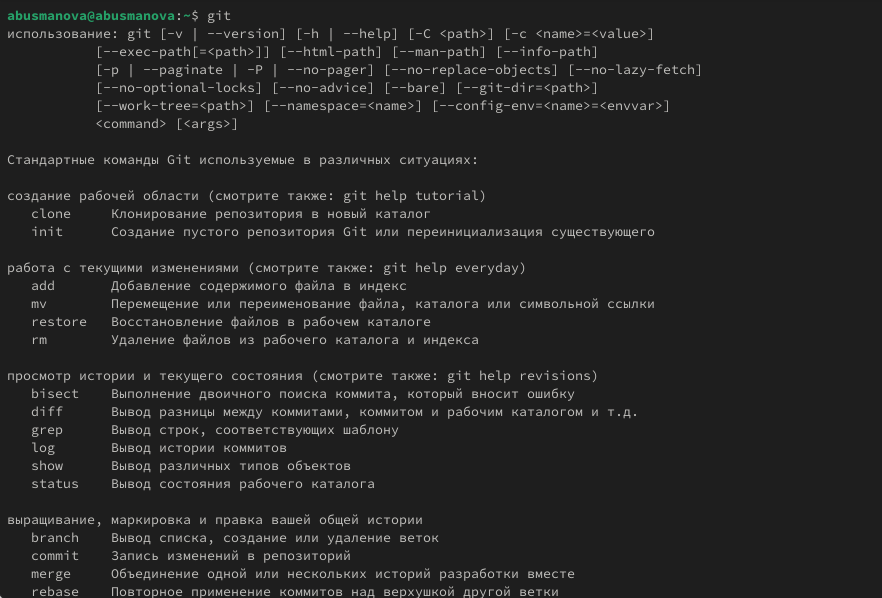 abusmanova@abusmanova:~$ git
использование: git [-v | --version] [-h | --help] [-C <path>] [-c <name>=<value>]
[--exec-path[=<path>]] [--html-path] [--man-path] [--info-path]
[-p | --paginate | -P | --no-pager] [--no-replace-objects] [--no-lazy-fetch]
[--no-optional-locks] [--no-advice] [--bare] [--git-dir=<path>]
[--work-tree=<path>] [--namespace=<name>] [--config-env=<name>=<envvar>]
<command> [<args>]
Стандартные команды Git используемые в различных ситуациях:
создание рабочей области (смотрите также: git help tutorial)
clone Клонирование репозитория в новый каталог
init Создание пустого репозитория Git или переинициализация существующего
работа с текущими изменениями (смотрите также: git help everyday)
add Добавление содержимого файла в индекс
mv Перемещение или переименование файла, каталога или символьной ссылки
restore Восстановление файлов в рабочем каталоге
rm Удаление файлов из рабочего каталога и индекса
просмотр истории и текущего состояния (смотрите также: git help revisions)
bisect Выполнение двоичного поиска коммита, который вносит ошибку
diff Вывод разницы между коммитами, коммитом и рабочим каталогом и т.д.
grep Вывод строк, соответствующих шаблону
log Вывод истории коммитов
show Вывод различных типов объектов
status Вывод состояния рабочего каталога
выращивание, маркировка и правка вашей общей истории
branch Вывод списка, создание или удаление веток
commit Запись изменений в репозиторий
merge Объединение одной или нескольких историй разработки вместе
rebase Повторное применение коммитов над верхушкой другой ветки